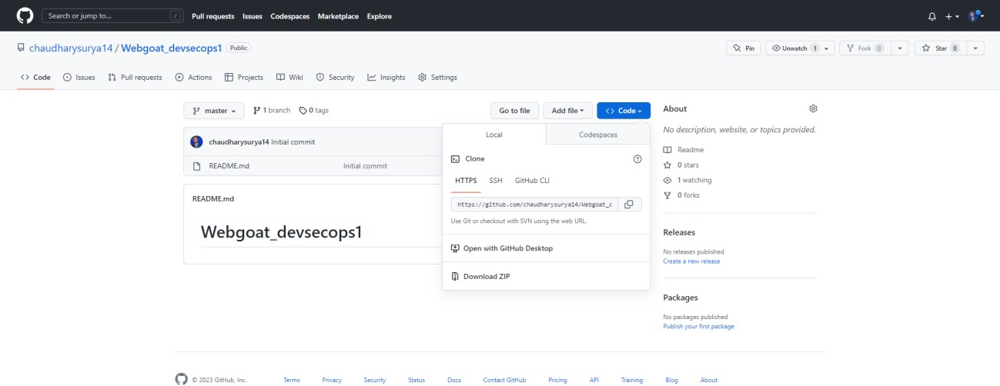 Search or jump to... / Pull requests Issues Codespaces Marketplace Explore
chaudharysurya14 / Webgoat_devsecops1 Public Pin Unwatch 1 Fork 0 Star 0
Code Issues Pull requests Actions Projects Wiki Security Insights Settings
master 1 branch 0 tags Go to file Add file Code
chaudharysurya14 Initial commit
README.md Initial commit
README.md
Webgoat_devsecops1
Local Codespaces
Clone
HTTPS SSH GitHub CLI
https://github.com/chaudharysurya14/Webgoat_d
Use Git or checkout with SVN using the web URL.
Open with GitHub Desktop
Download ZIP
About
No description, website, or topics provided.
Readme
0 stars
1 watching
0 forks
Releases
No releases published
Create a new release
Packages
No packages published
Publish your first package
© 2023 GitHub, Inc. Terms Privacy Security Status Docs Contact GitHub Pricing API Training Blog About